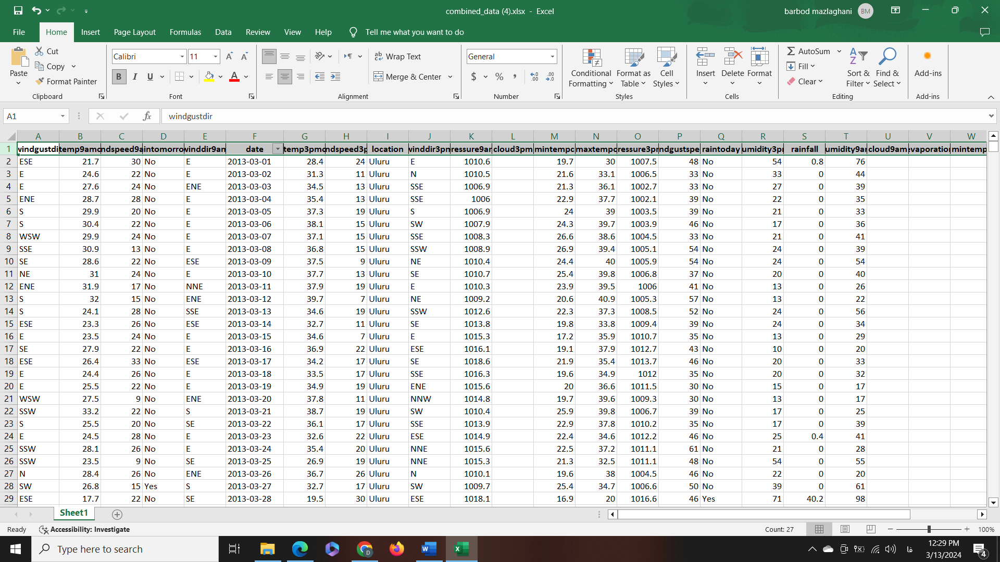 combined_data (4).xlsx - Excel
barbod mazlaghani BM
File Home Insert Page Layout Formulas Data Review View Help Tell me what you want to do
Paste
Cut
Copy
Format Painter
Clipboard
Calibri 11
B I U
Font
Wrap Text
Merge & Center
Alignment
General
$ %
Number
Conditional Formatting
Format as Table
Cell Styles
Styles
Insert Delete Format
Cells
AutoSum
Fill
Clear
Sort & Filter
Find & Select
Editing
Add-ins
Add-ins
A1 fx windgustdir
A B C D E F G H I J K L M N O P Q R S T U V W
1 windgustdi temp9amc ndspeed9a intomorro winddir9an date temp3pmc ndspeed3p location winddir3pn ressure9ar cloud3pm mintempc maxtempc ressure3pr ndgustspe raintoday umidity3pr rainfall umidity9ar cloud9am evaporation mintemp
2 ESE 21.7 30 No E 2013-03-01 28.4 24 Uluru E 1010.6 19.7 30 1007.5 48 No 54 0.8 76
3 E 24.6 22 No E 2013-03-02 31.3 11 Uluru N 1010.5 21.6 33.1 1006.5 33 No 33 0 44
4 E 27.6 24 No ENE 2013-03-03 34.5 13 Uluru SSE 1006.9 21.3 36.1 1002.7 33 No 27 0 39
5 ENE 28.7 28 No E 2013-03-04 35.4 13 Uluru SSE 1006 22.9 37.7 1002.1 39 No 22 0 35
6 S 29.9 20 No E 2013-03-05 37.3 19 Uluru S 1006.9 24 39 1003.5 39 No 21 0 33
7 S 30.4 22 No E 2013-03-06 38.1 15 Uluru SW 1007.9 24.3 39.7 1003.9 46 No 17 0 36
8 WSW 29.9 24 No E 2013-03-07 37.1 15 Uluru SSE 1008.3 26.6 38.6 1004.5 33 No 21 0 41
9 SSE 30.9 13 No E 2013-03-08 36.8 15 Uluru SSW 1008.9 26.9 39.4 1005.1 54 No 24 0 39
10 SE 28.6 22 No ESE 2013-03-09 37.5 9 Uluru NE 1010.4 24.4 40 1005.9 54 No 24 0 54
11 NE 31 24 No E 2013-03-10 37.7 13 Uluru SE 1010.7 25.4 39.8 1006.8 37 No 20 0 40
12 ENE 31.9 17 No NNE 2013-03-11 37.9 19 Uluru E 1010.3 23.9 39.5 1006 41 No 13 0 26
13 S 32 15 No ENE 2013-03-12 39.7 7 Uluru NE 1009.2 20.6 40.9 1005.3 57 No 13 0 22
14 S 24.1 28 No SSE 2013-03-13 34.6 19 Uluru SSW 1012.6 22.3 37.3 1008.5 52 No 24 0 56
15 ESE 23.3 26 No ESE 2013-03-14 32.7 11 Uluru SE 1013.8 19.8 33.8 1009.4 39 No 24 0 34
16 E 23.5 24 No E 2013-03-15 34.6 7 Uluru E 1015.3 17.2 35.9 1010.7 35 No 13 0 29
17 SE 27.9 22 No E 2013-03-16 36.9 22 Uluru ESE 1016.1 19.1 37.9 1012.7 43 No 10 0 20
18 ESE 26.4 33 No ESE 2013-03-17 34.2 17 Uluru SE 1018.6 21.9 35.4 1013.7 46 No 20 0 33
19 E 24.4 26 No E 2013-03-18 33.5 17 Uluru SSE 1016.3 19.6 34.9 1012 35 No 20 0 32
20 E 25.5 22 No E 2013-03-19 34.9 19 Uluru ENE 1015.6 20 36.6 1011.5 30 No 15 0 17
21 WSW 27.5 9 No ENE 2013-03-20 37.8 11 Uluru NNW 1014.8 19.7 39.6 1009.3 30 No 13 0 17
22 SSW 33.2 22 No S 2013-03-21 38.7 19 Uluru SW 1010.4 25.9 39.8 1006.7 39 No 17 0 25
23 S 25.5 20 No SE 2013-03-22 36.1 17 Uluru SSE 1013.9 22.9 37.8 1010.2 35 No 17 0 39
24 E 24.5 28 No E 2013-03-23 32.6 22 Uluru ESE 1014.9 22.4 34.6 1012.2 46 No 25 0.4 41
25 SSW 28.1 26 No E 2013-03-24 35.4 20 Uluru NNE 1015.6 22.5 37.2 1011.1 61 No 21 0 28
26 SSW 23.5 9 No SE 2013-03-25 26.9 19 Uluru NNE 1015.3 21.3 32.5 1011.1 48 No 54 0 55
27 N 28.4 26 No ENE 2013-03-26 36.7 26 Uluru N 1010.1 19.6 38 1004.5 46 No 22 0 20
28 SW 26.8 15 Yes S 2013-03-27 32.7 17 Uluru SW 1009.7 25.4 34.7 1006.6 50 No 39 0 61
29 ESE 17.7 22 No SE 2013-03-28 19.5 30 Uluru ESE 1018.1 16.9 20 1016.6 46 Yes 71 40.2 98
Sheet1
Ready Accessibility: Investigate Count: 27 100%
Type here to search
فا
12:29 PM
3/13/2024
4